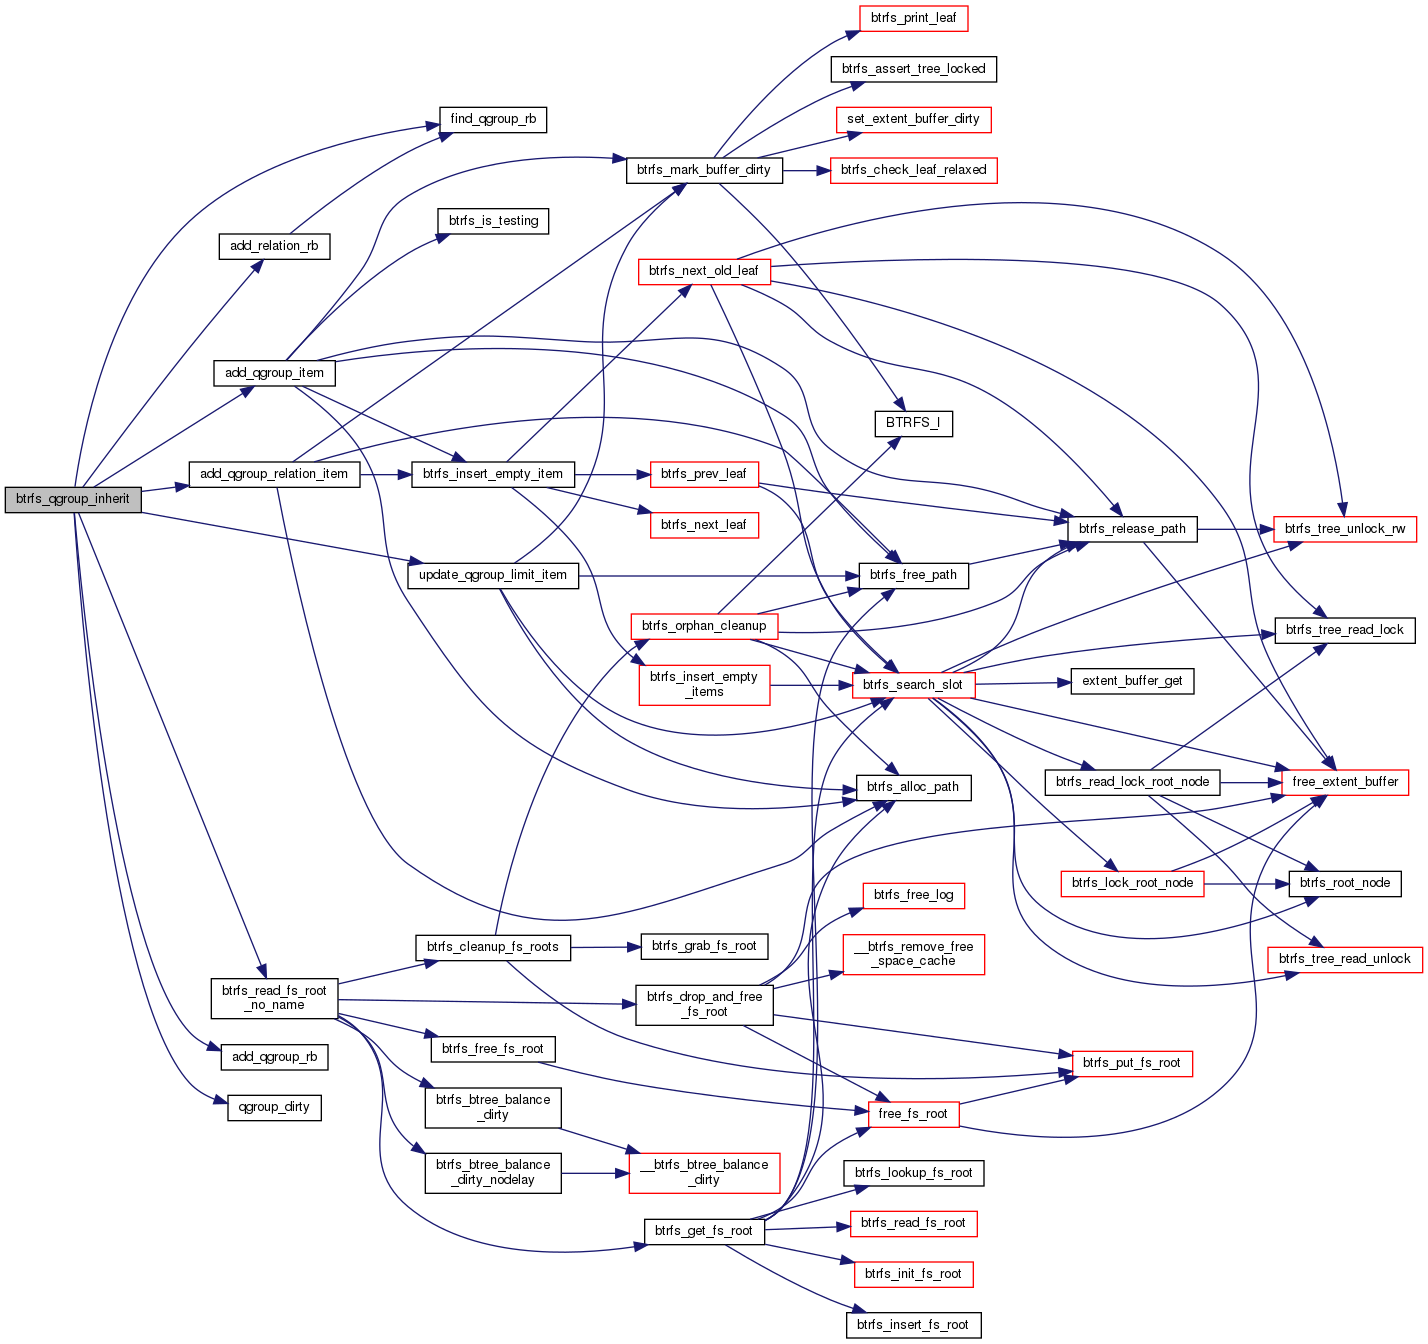 btrfs_print_leaf
btrfs_assert_tree_locked
find_qgroup_rb
set_extent_buffer_dirty
btrfs_mark_buffer_dirty
btrfs_check_leaf_relaxed
btrfs_is_testing
add_relation_rb
btrfs_next_old_leaf
add_qgroup_item
BTRFS_I
add_qgroup_relation_item
btrfs_insert_empty_item
btrfs_prev_leaf
btrfs_qgroup_inherit
btrfs_next_leaf
btrfs_release_path
btrfs_tree_unlock_rw
update_qgroup_limit_item
btrfs_free_path
btrfs_orphan_cleanup
btrfs_tree_read_lock
btrfs_insert_empty
_items
btrfs_search_slot
extent_buffer_get
btrfs_alloc_path
btrfs_read_lock_root_node
free_extent_buffer
btrfs_lock_root_node
btrfs_root_node
btrfs_free_log
btrfs_cleanup_fs_roots
btrfs_grab_fs_root
__btrfs_remove_free
_space_cache
btrfs_tree_read_unlock
btrfs_read_fs_root
_no_name
btrfs_drop_and_free
_fs_root
add_qgroup_rb
btrfs_free_fs_root
btrfs_put_fs_root
qgroup_dirty
btrfs_btree_balance
_dirty
free_fs_root
btrfs_btree_balance
_dirty_nodelay
__btrfs_btree_balance
_dirty
btrfs_lookup_fs_root
btrfs_get_fs_root
btrfs_read_fs_root
btrfs_init_fs_root
btrfs_insert_fs_root